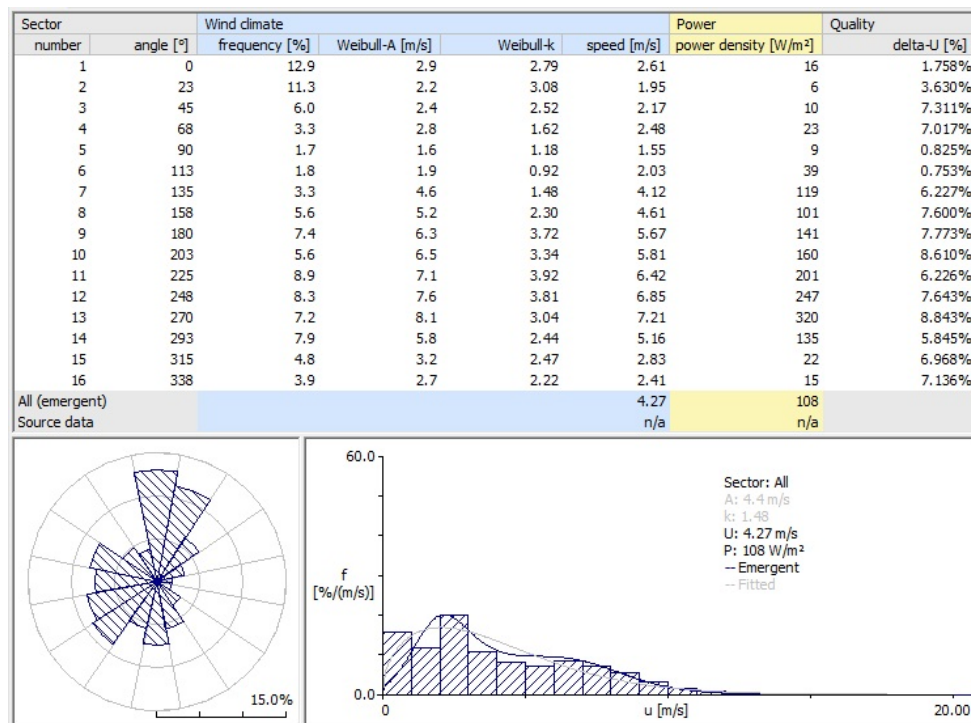 Sector Wind climate Power Quality
number angle [º] frequency [%] Weibull-A [m/s] Weibull-k speed [m/s] power density [W/m²] delta-U [%]
1 0 12.9 2.9 2.79 2.61 16 1.758%
2 23 11.3 2.2 3.08 1.95 6 3.630%
3 45 6.0 2.4 2.52 2.17 10 7.311%
4 68 3.3 2.8 1.62 2.48 23 7.017%
5 90 1.7 1.6 1.18 1.55 9 0.825%
6 113 1.8 1.9 0.92 2.03 39 0.753%
7 135 3.3 4.6 1.48 4.12 119 6.227%
8 158 5.6 5.2 2.30 4.61 101 7.600%
9 180 7.4 6.3 3.72 5.67 141 7.773%
10 203 5.6 6.5 3.34 5.81 160 8.610%
11 225 8.9 7.1 3.92 6.42 201 6.226%
12 248 8.3 7.6 3.81 6.85 247 7.643%
13 270 7.2 8.1 3.04 7.21 320 8.843%
14 293 7.9 5.8 2.44 5.16 135 5.845%
15 315 4.8 3.2 2.47 2.83 22 6.968%
16 338 3.9 2.7 2.22 2.41 15 7.136%
All (emergent) 4.27 108
Source data n/a n/a
15.0%
60.0
f
[%/(m/s)]
0.0
0
u [m/s]
20.00
Sector: All
A: 4.4 m/s
k: 1.48
U: 4.27 m/s
P: 108 W/m²
-- Emergent
-- Fitted